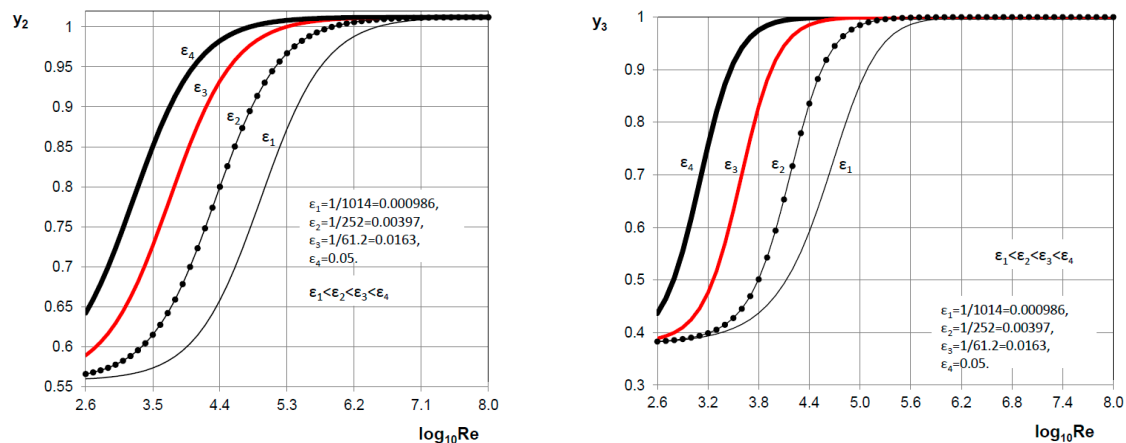 y₂
1
0.95
0.9
0.85
0.8
0.75
0.7
0.65
0.6
0.55
2.6 3.5 4.4 5.3 6.2 7.1 8.0
log₁₀Re
ε₄
ε₃
ε₂
ε₁
ε₁=1/1014=0.000986,
ε₂=1/252=0.00397,
ε₃=1/61.2=0.0163,
ε₄=0.05.
ε₁<ε₂<ε₃<ε₄
y₃
1
0.9
0.8
0.7
0.6
0.5
0.4
0.3
2.6 3.2 3.8 4.4 5.0 5.6 6.2 6.8 7.4 8.0
log₁₀Re
ε₄
ε₃
ε₂
ε₁
ε₁<ε₂<ε₃<ε₄
ε₁=1/1014=0.000986,
ε₂=1/252=0.00397,
ε₃=1/61.2=0.0163,
ε₄=0.05.